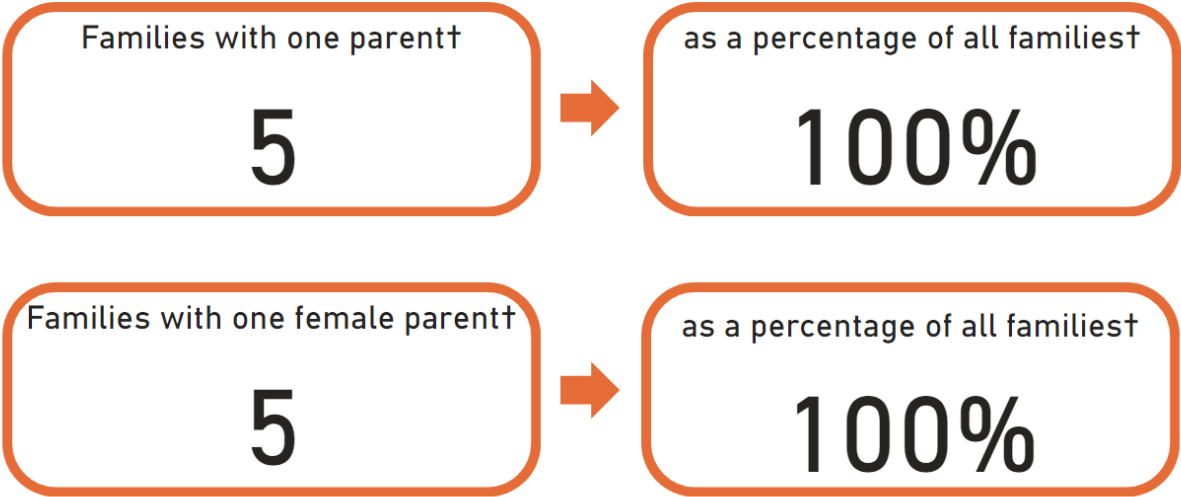 Families with one parent†
as a percentage of all families†
5
100%
Families with one female parent†
as a percentage of all families†
5
100%